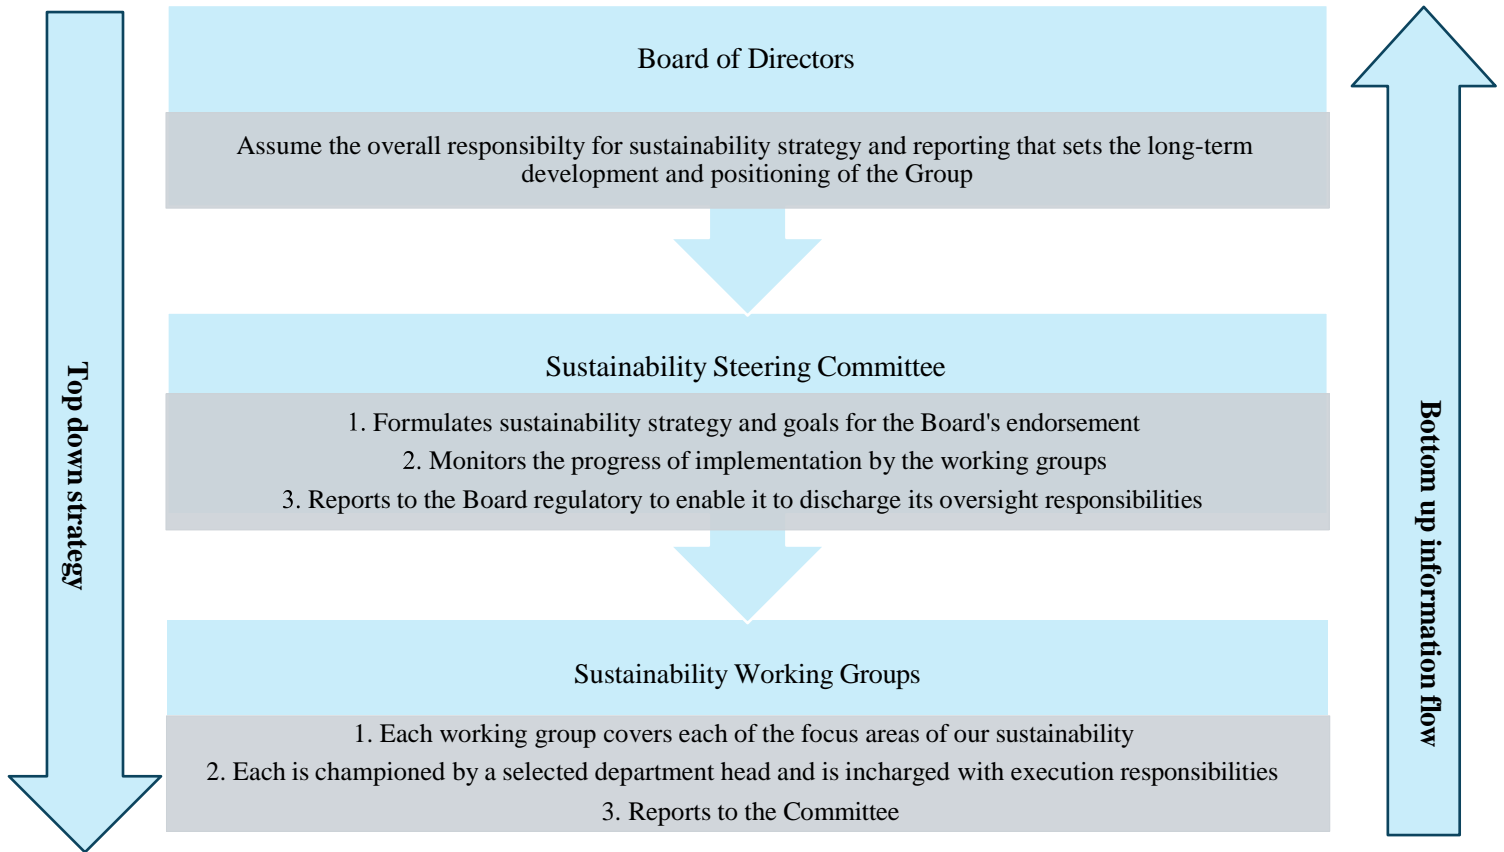 Board of Directors
Assume the overall responsibilty for sustainability strategy and reporting that sets the long-term
development and positioning of the Group
Top down strategy
Sustainability Steering Committee
1. Formulates sustainability strategy and goals for the Board's endorsement
2. Monitors the progress of implementation by the working groups
3. Reports to the Board regulatory to enable it to discharge its oversight responsibilities
Bottom up information flow
Sustainability Working Groups
1. Each working group covers each of the focus areas of our sustainability
2. Each is championed by a selected department head and is incharged with execution responsibilities
3. Reports to the Committee